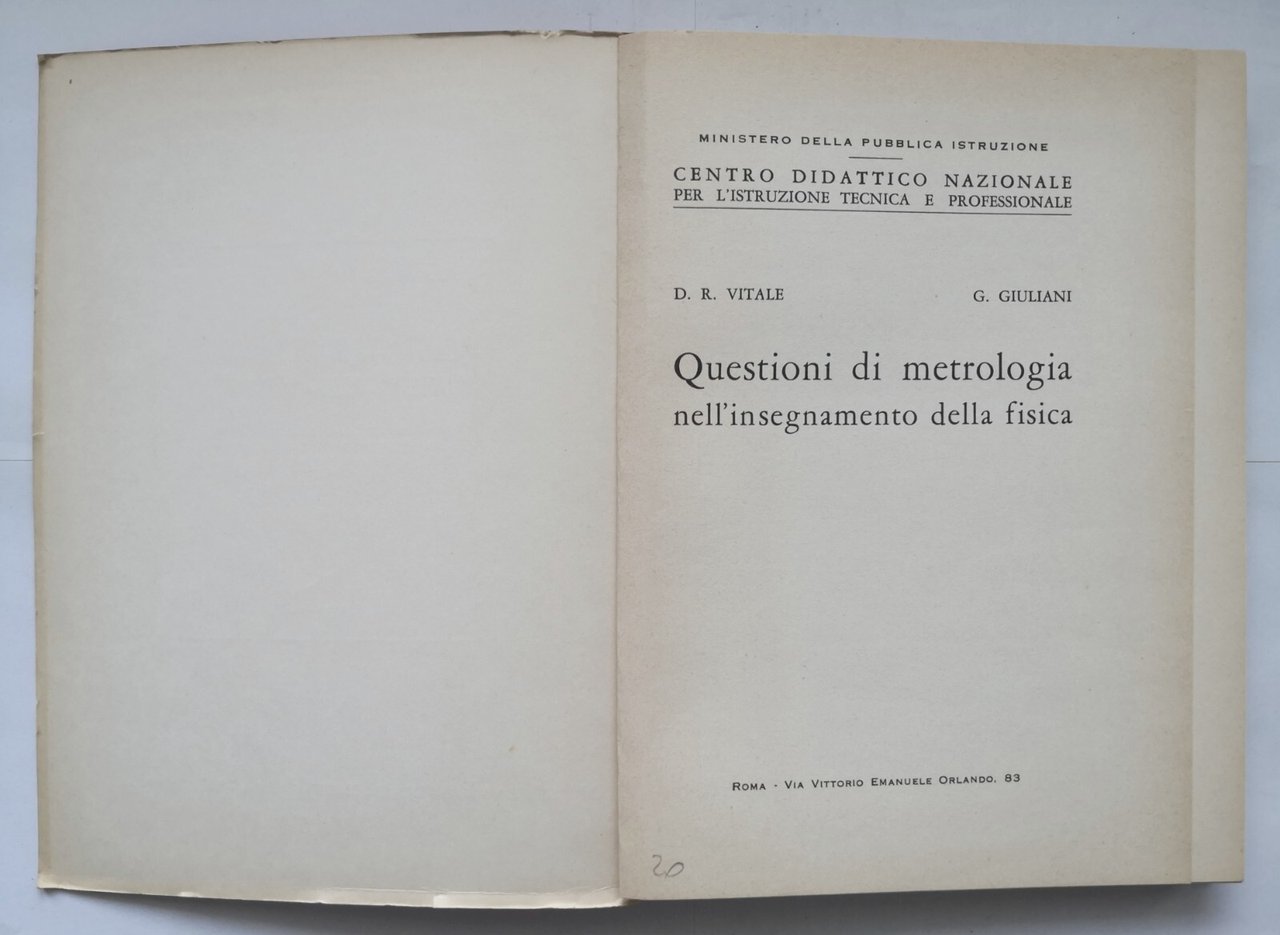 MINISTERO DELLA PUBBLICA ISTRUZIONE
CENTRO DIDATTICO NAZIONALE
PER L'ISTRUZIONE TECNICA E PROFESSIONALE
D. R. VITALE G. GIULIANI
Questioni di metrologia
nell'insegnamento della fisica
ROMA - VIA VITTORIO EMANUELE ORLANDO, 83
20